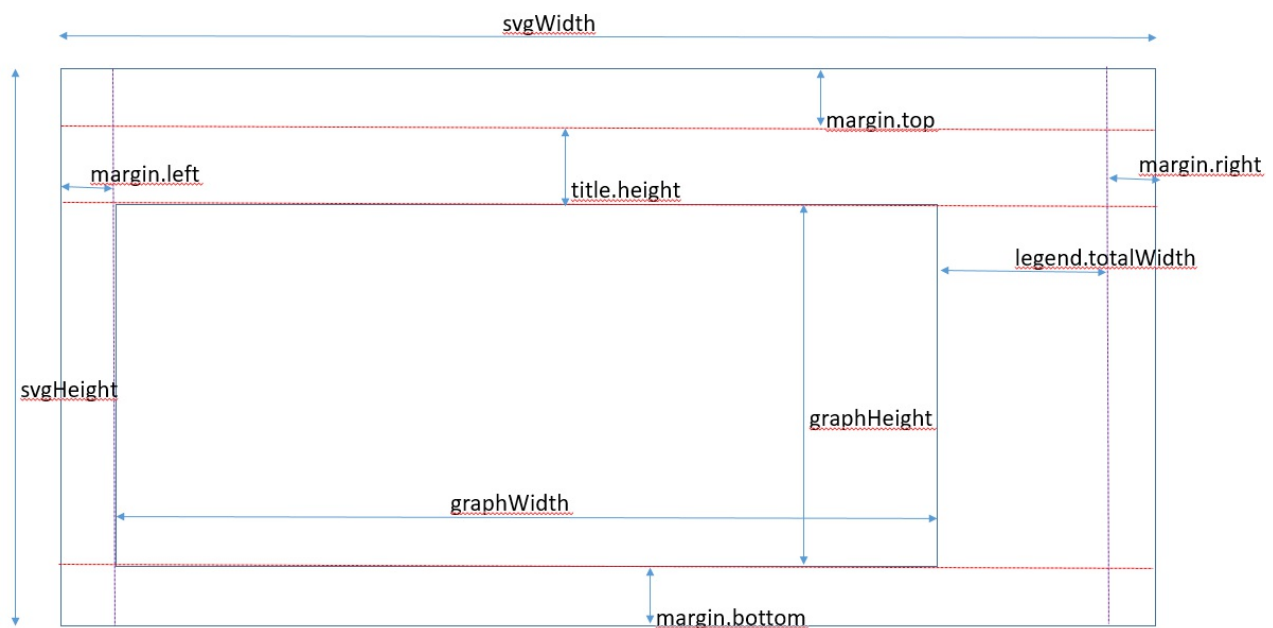 svgWidth
margin.top
margin.left
margin.right
title.height
legend.totalWidth
svgHeight
graphHeight
graphWidth
margin.bottom